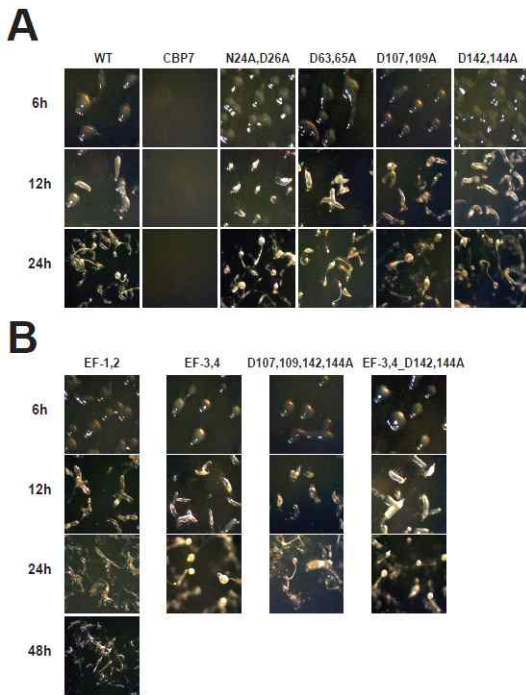 A
WT CBP7 N24A,D26A D63,65A D107,109A D142,144A
6h
12h
24h
B
EF-1,2 EF-3,4 D107,109,142,144A EF-3,4_D142,144A
6h
12h
24h
48h